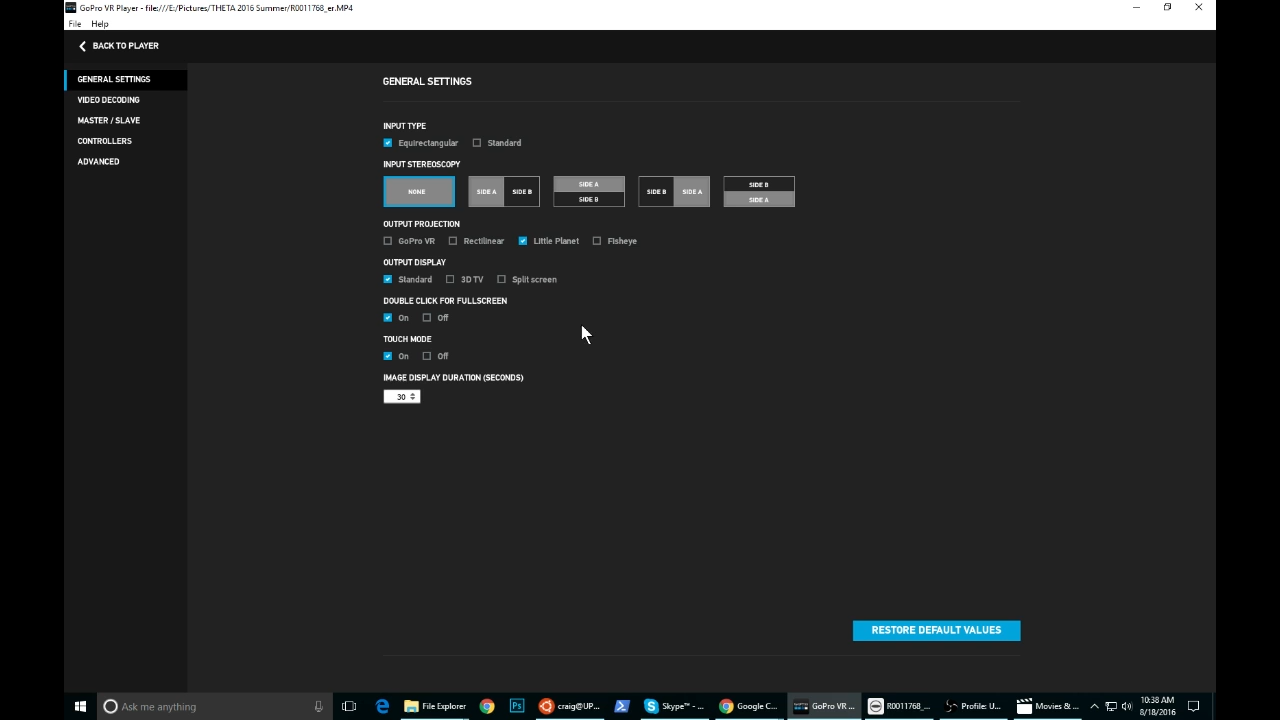 GoPro VR Player - file:///E:/Pictures/THETA 2016 Summer/R0011768_er.MP4
File Help
BACK TO PLAYER
GENERAL SETTINGS
VIDEO DECODING
MASTER / SLAVE
CONTROLLERS
ADVANCED
GENERAL SETTINGS
INPUT TYPE
Equirectangular Standard
INPUT STEREOSCOPY
NONE SIDE A SIDE B SIDE A SIDE B SIDE B SIDE A SIDE B SIDE A
OUTPUT PROJECTION
GoPro VR Rectilinear Little Planet Fisheye
OUTPUT DISPLAY
Standard 3D TV Split screen
DOUBLE CLICK FOR FULLSCREEN
On Off
TOUCH MODE
On Off
IMAGE DISPLAY DURATION (SECONDS)
30
RESTORE DEFAULT VALUES
Ask me anything Ps File Explorer craig@UP... Skype™ - ... Google C... GoPro VR ... R0011768_... Profile: U... Movies & ... 10:38 AM
8/18/2016